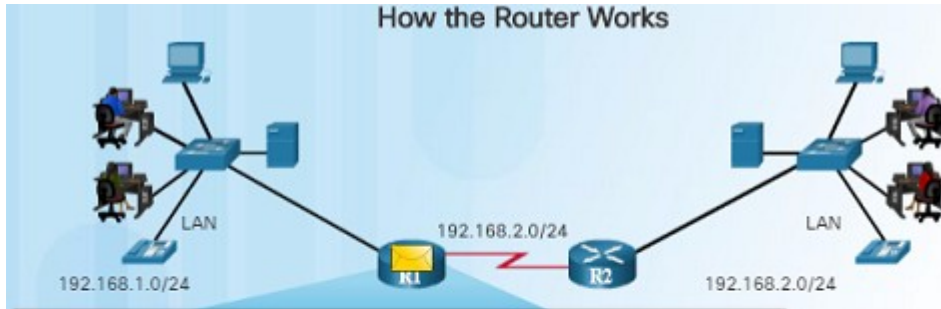 How the Router Works
LAN
192.168.1.0/24
R1
192.168.2.0/24
R2
LAN
192.168.2.0/24